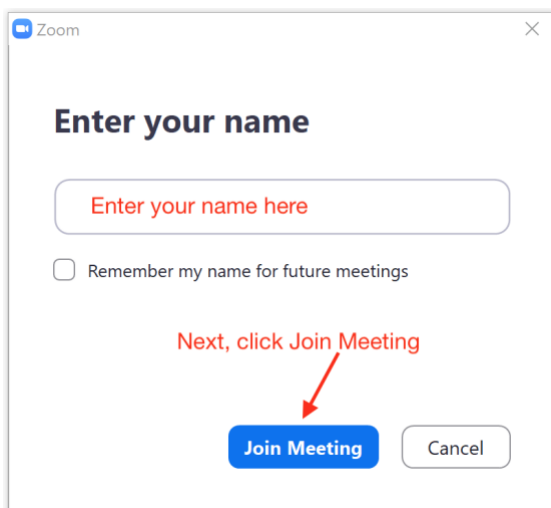 Zoom
Enter your name
Enter your name here
Remember my name for future meetings
Next, click Join Meeting
Join Meeting
Cancel